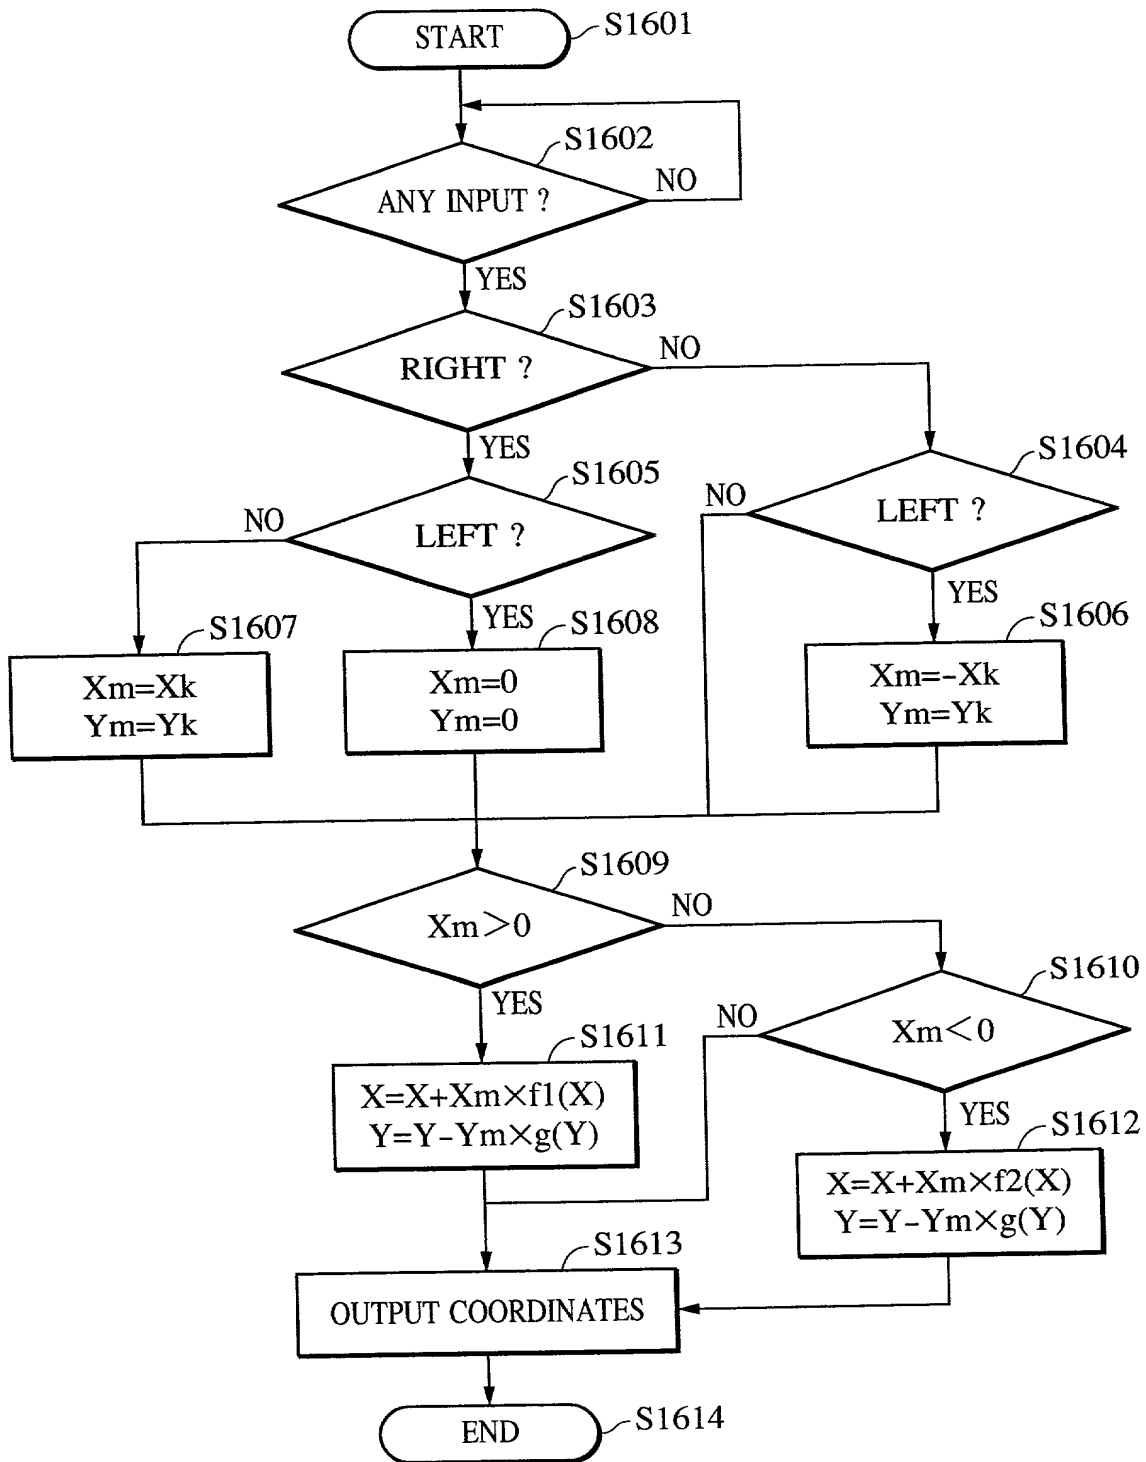 START
S1601
S1602
ANY INPUT ?
NO
YES
S1603
RIGHT ?
NO
YES
S1605
LEFT ?
NO
YES
S1604
NO
LEFT ?
YES
S1607
Xm=Xk
Ym=Yk
S1608
Xm=0
Ym=0
S1606
Xm=-Xk
Ym=Yk
S1609
Xm>0
NO
YES
S1610
NO
Xm<0
YES
S1611
X=X+Xm×f1(X)
Y=Y-Ym×g(Y)
S1612
X=X+Xm×f2(X)
Y=Y-Ym×g(Y)
S1613
OUTPUT COORDINATES
END
S1614